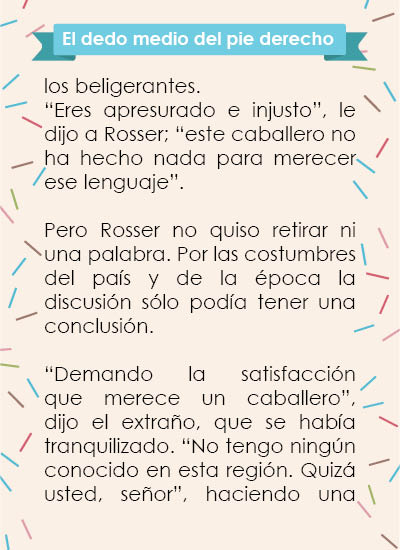 El dedo medio del pie derecho
los beligerantes.
“Eres apresurado e injusto”, le
dijo a Rosser; “este caballero no
ha hecho nada para merecer
ese lenguaje”.
Pero Rosser no quiso retirar ni
una palabra. Por las costumbres
del país y de la época la
discusión sólo podía tener una
conclusión.
“Demando la satisfacción
que merece un caballero”,
dijo el extraño, que se había
tranquilizado. “No tengo ningún
conocido en esta región. Quizá
usted, señor”, haciendo una